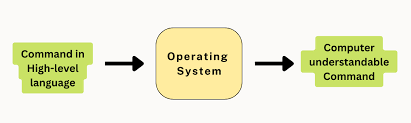 Command in
High-level
language
Operating
System
Computer
understandable
Command